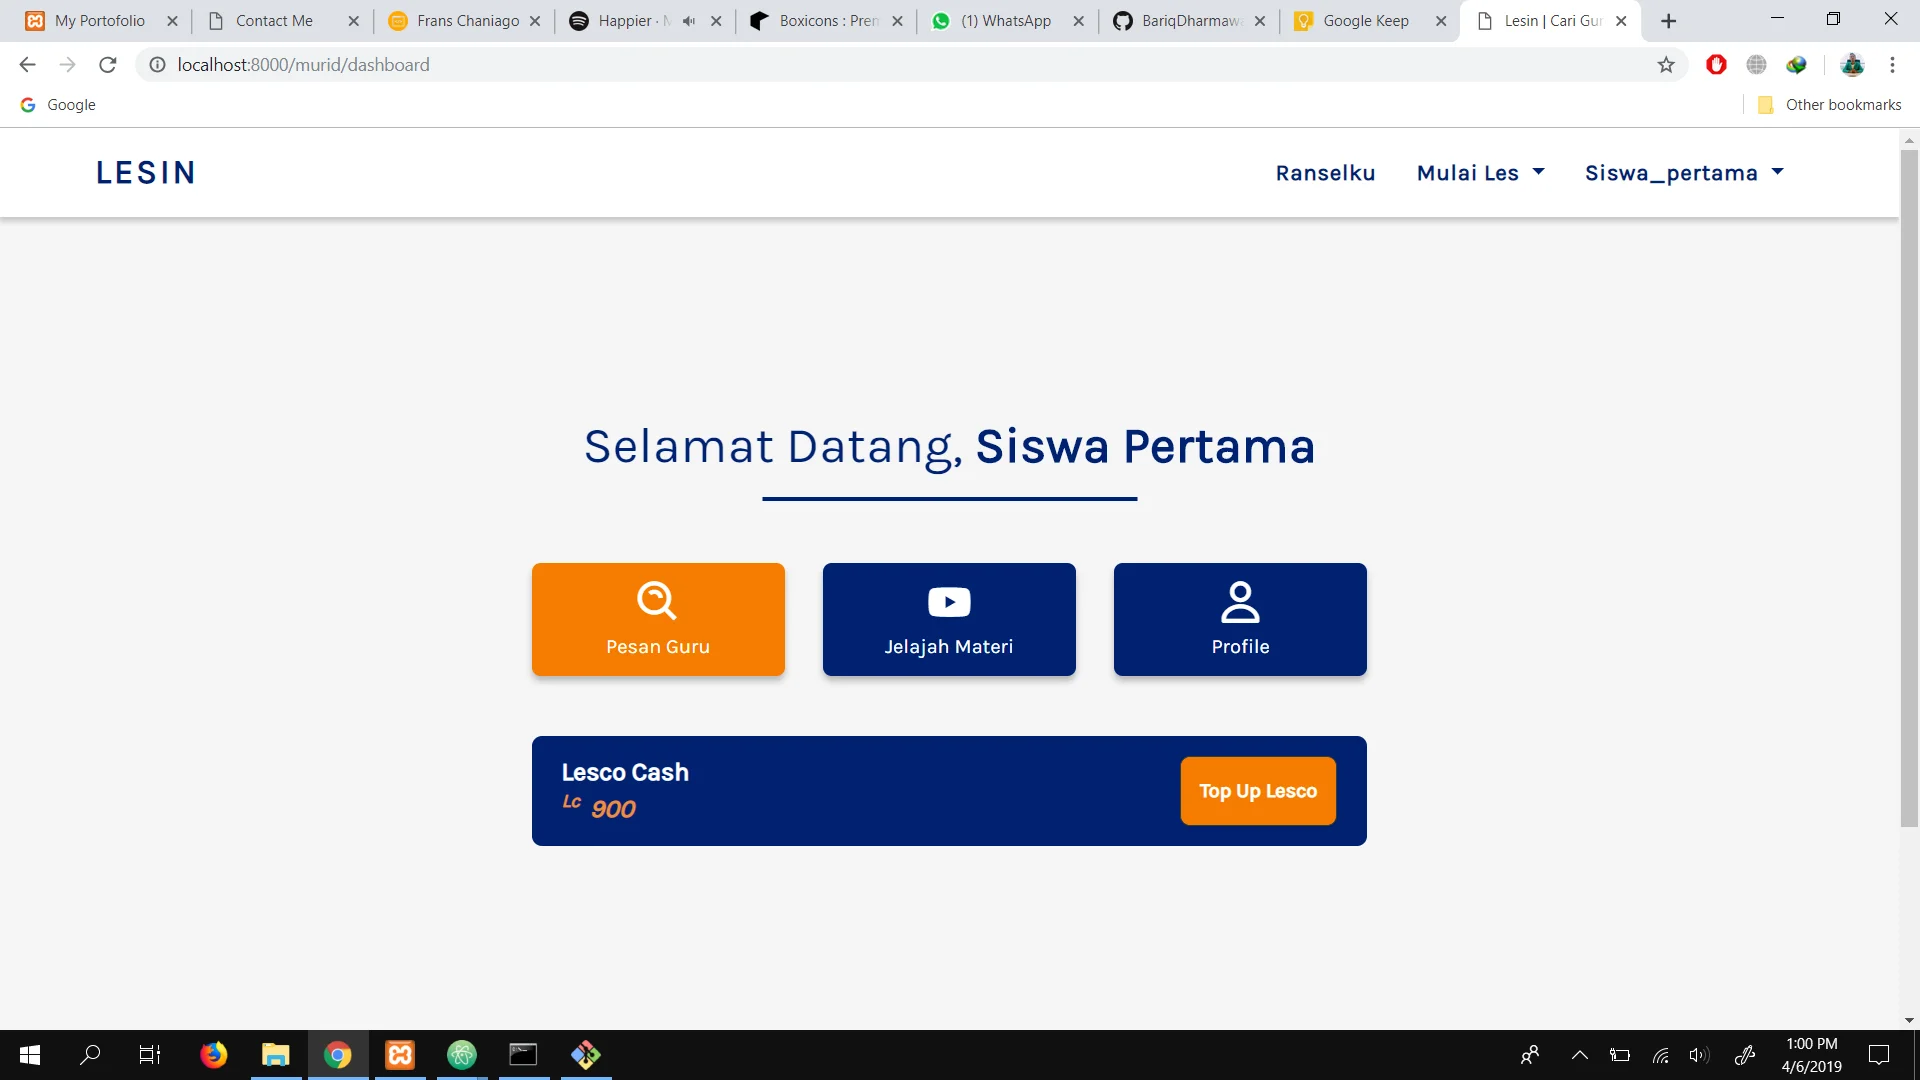 My Portofolio
Contact Me
Frans Chaniago
Happier ·
Boxicons : Pren
(1) WhatsApp
BariqDharmaw
Google Keep
Lesin | Cari Gur
localhost:8000/murid/dashboard
Google
Other bookmarks
LESIN
Ranselku
Mulai Les
Siswa_pertama
Selamat Datang, Siswa Pertama
Pesan Guru
Jelajah Materi
Profile
Lesco Cash
Lc 900
Top Up Lesco
1:00 PM
4/6/2019